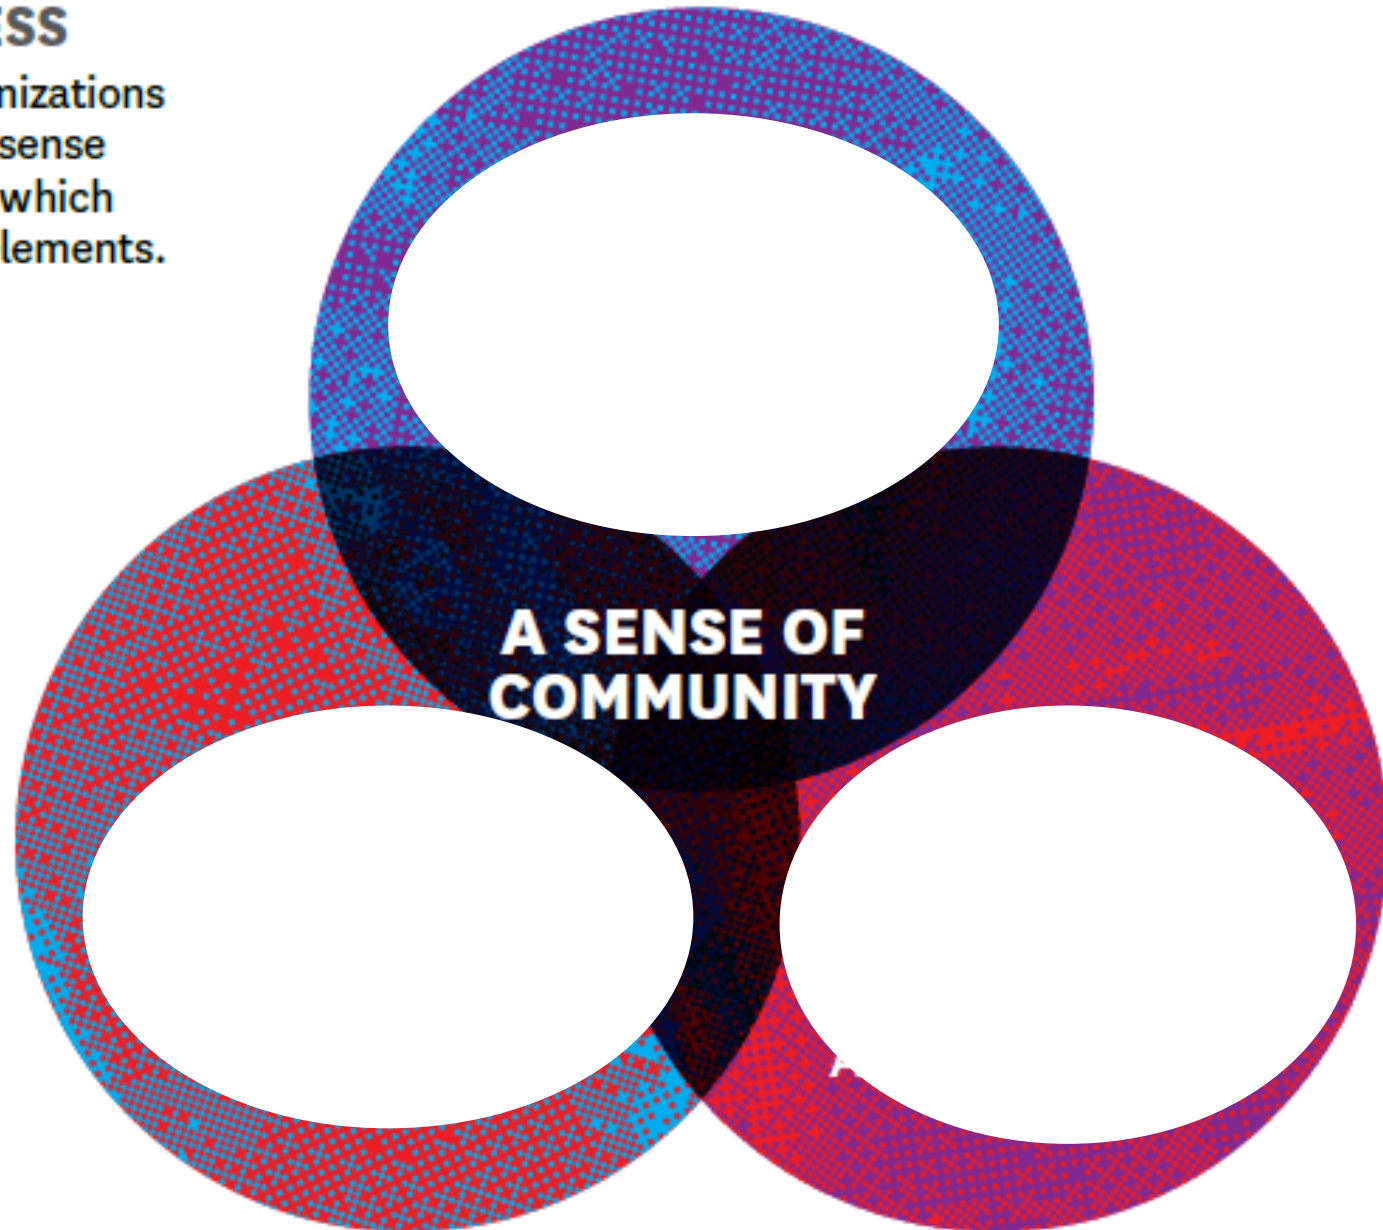 ESS
nizations
sense
which
lements.
A SENSE OF
COMMUNITY